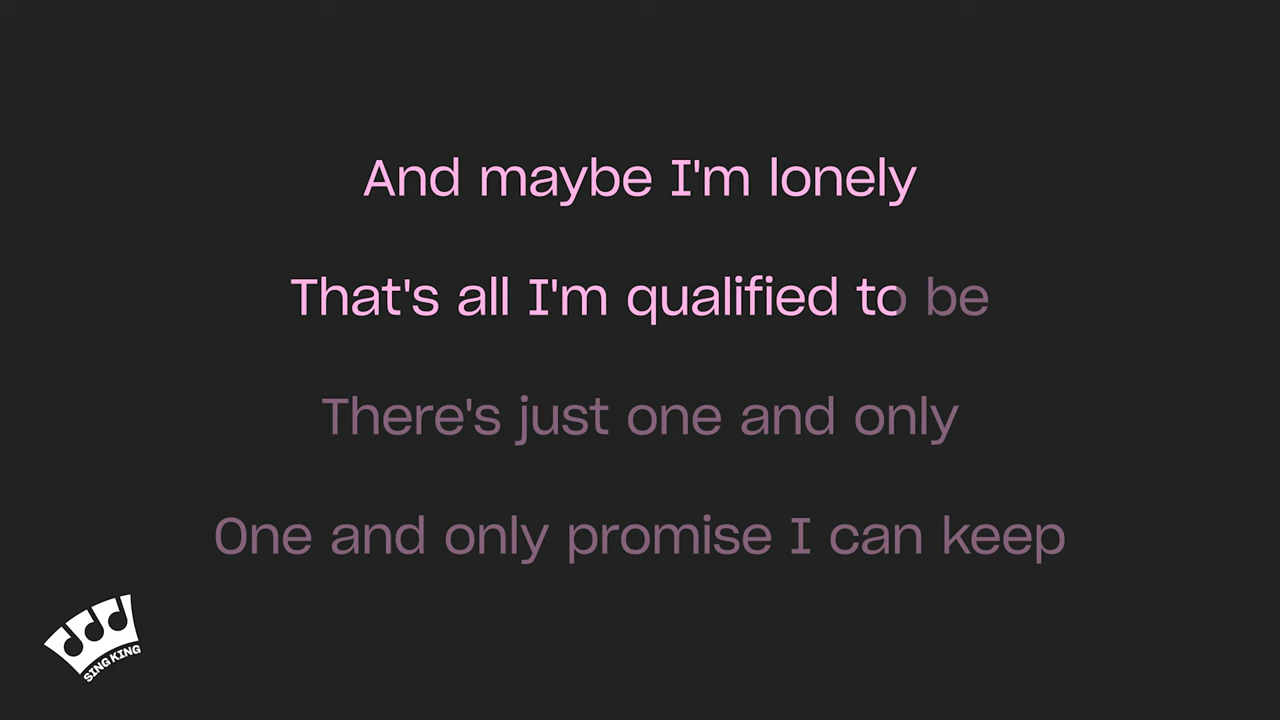 And maybe I'm lonely
That's all I'm qualified to be
There's just one and only
One and only promise I can keep
SING KING